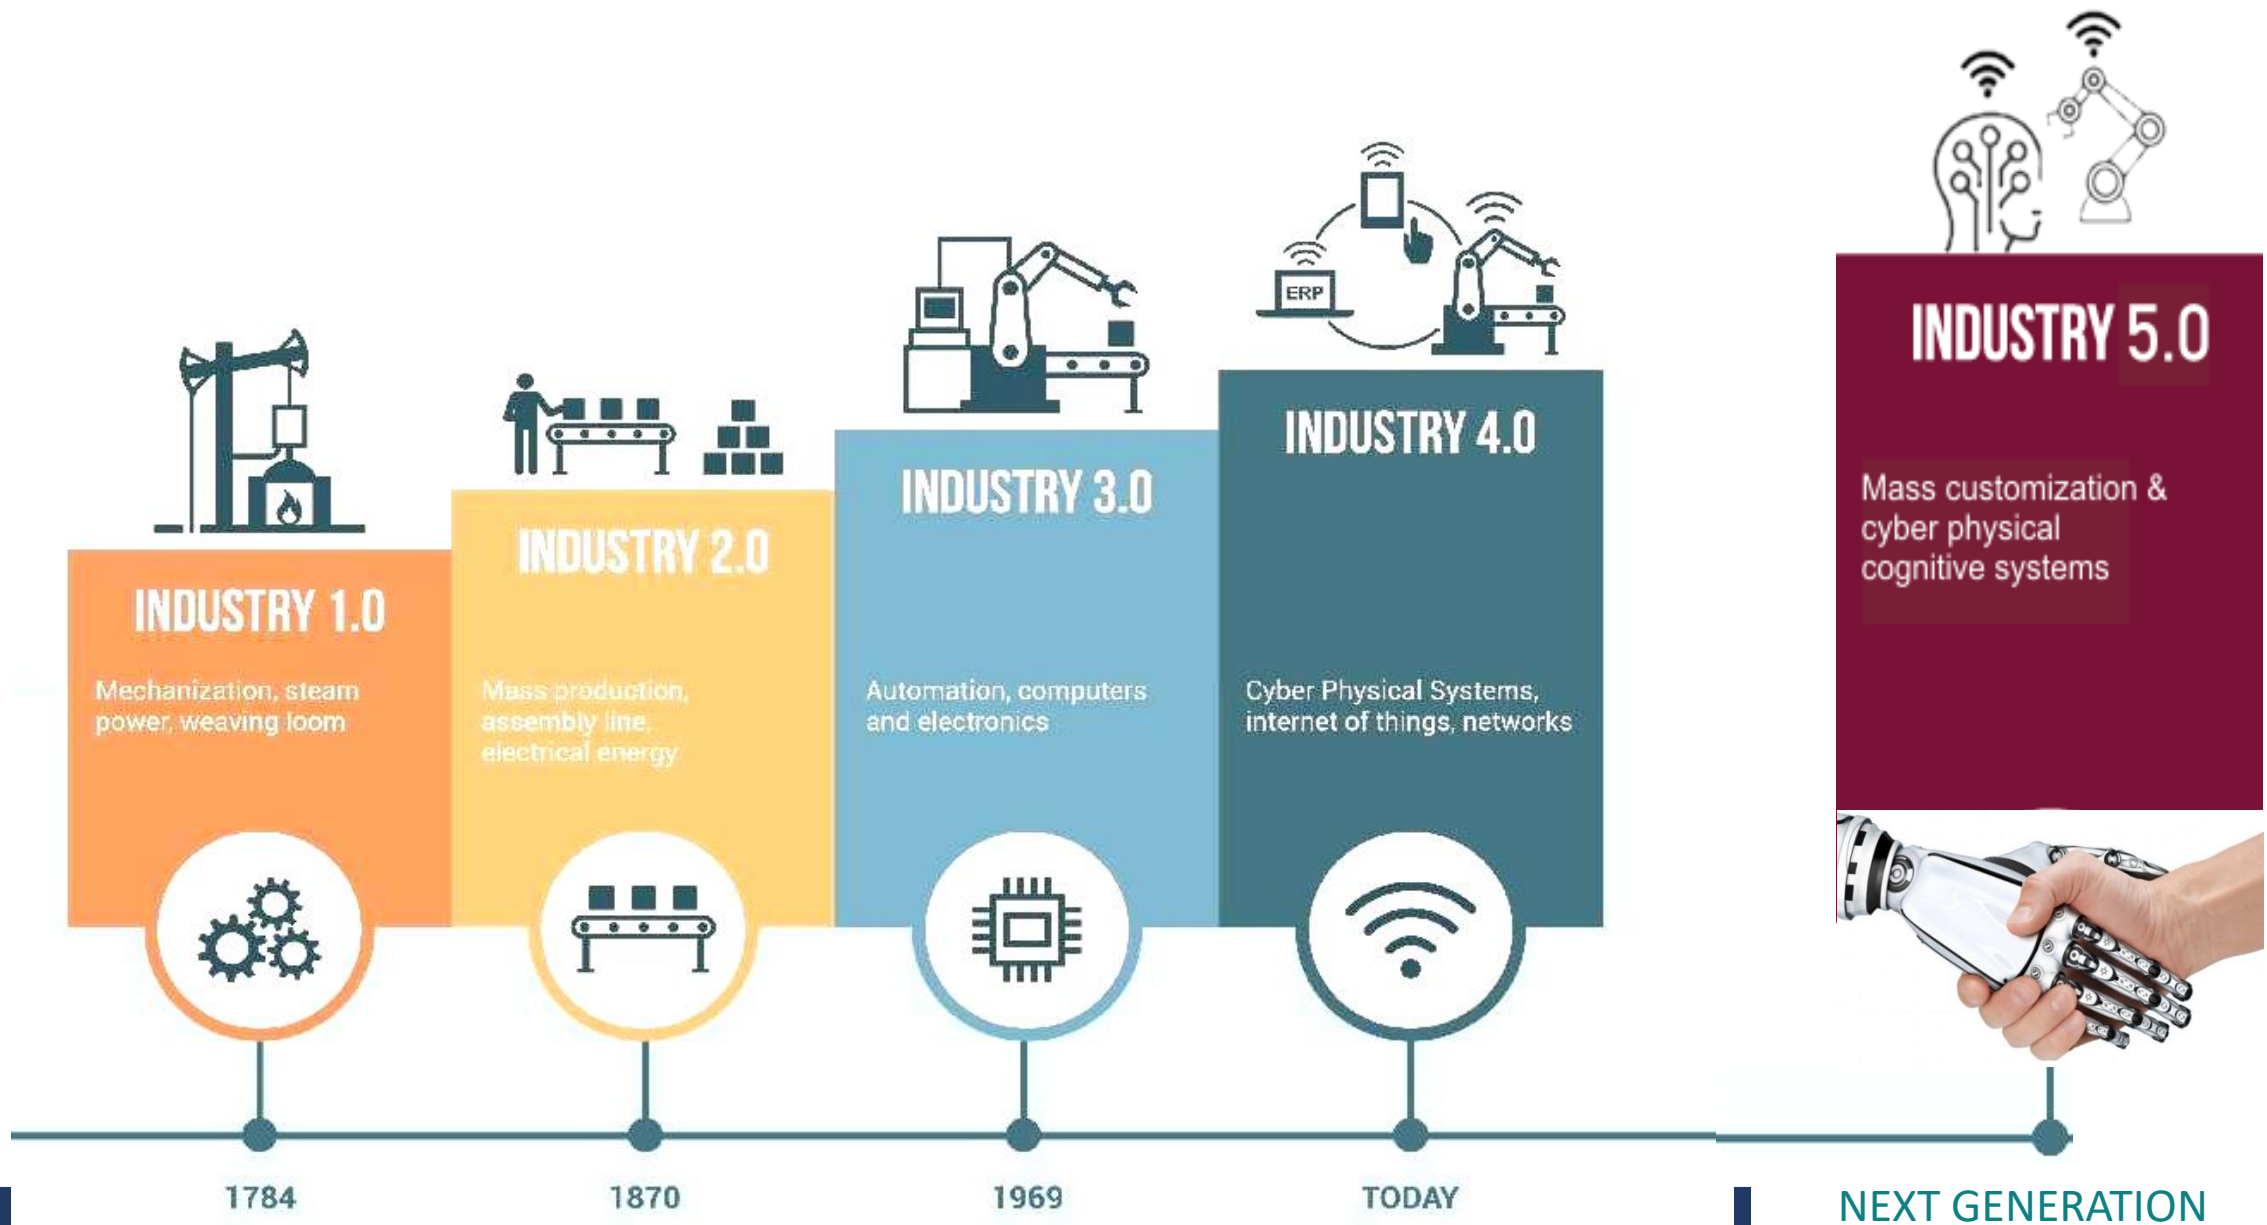 INDUSTRY 1.0
Mechanization, steam
power, weaving loom
1784
INDUSTRY 2.0
Mass production,
assembly line,
electrical energy
1870
INDUSTRY 3.0
Automation, computers
and electronics
1969
ERP
INDUSTRY 4.0
Cyber Physical Systems,
internet of things, networks
TODAY
INDUSTRY 5.0
Mass customization &
cyber physical
cognitive systems
NEXT GENERATION